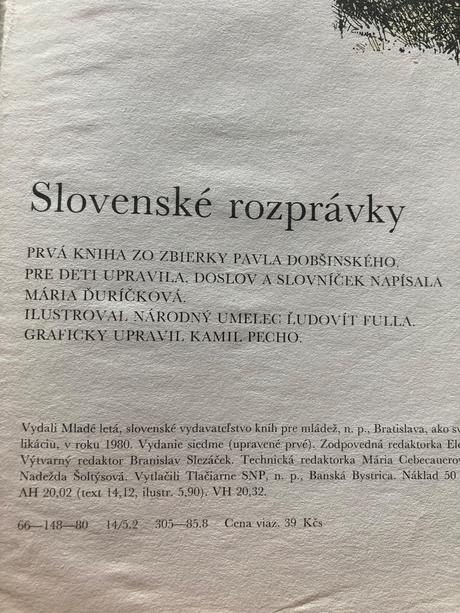 Slovenské rozprávky
PRVÁ KNIHA ZO ZBIERKY PAVLA DOBŠINSKÉHO.
PRE DETI UPRAVILA, DOSLOV A SLOVNÍČEK NAPÍSALA
MÁRIA ĎURÍČKOVÁ.
ILUSTROVAL NÁRODNÝ UMELEC ĽUDOVÍT FULLA.
GRAFICKY UPRAVIL KAMIL PECHO.
Vydali Mladé letá, slovenské vydavateľstvo kníh pre mládež, n. p., Bratislava, ako sv
likáciu, v roku 1980. Vydanie siedme (upravené prvé). Zodpovedná redaktorka Ele
Výtvarný redaktor Branislav Slezáček. Technická redaktorka Mária Cebecauerov
Nadežda Šoltýsová. Vytlačili Tlačiarne SNP, n. p., Banská Bystrica. Náklad 50
AH 20,02 (text 14,12, ilustr. 5,90). VH 20,32.
66—148—80 14/5.2 305—85.8 Cena viaz. 39 Kčs